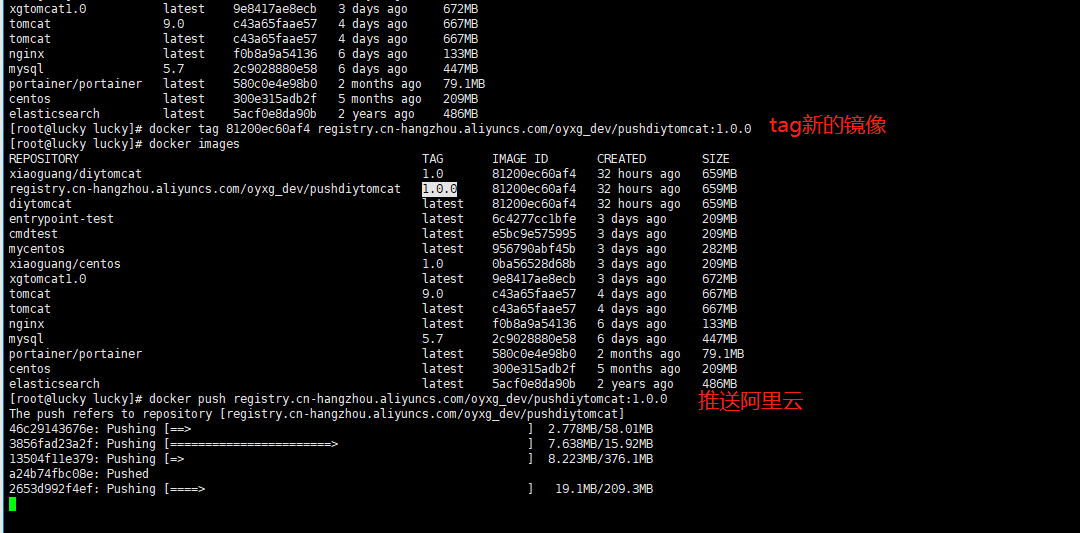 xgtomcat1.0 latest 9e8417ae8ecb 3 days ago 672MB
tomcat 9.0 c43a65faae57 4 days ago 667MB
tomcat latest c43a65faae57 4 days ago 667MB
nginx latest f0b8a9a54136 6 days ago 133MB
mysql 5.7 2c9028880e58 6 days ago 447MB
portainer/portainer latest 580c0e4e98b0 2 months ago 79.1MB
centos latest 300e315adb2f 5 months ago 209MB
elasticsearch latest 5acf0e8da90b 2 years ago 486MB
[root@lucky lucky]# docker tag 81200ec60af4 registry.cn-hangzhou.aliyuncs.com/oyxg_dev/pushdiytomcat:1.0.0 tag新的镜像
[root@lucky lucky]# docker images
REPOSITORY TAG IMAGE ID CREATED SIZE
xiaoguang/diytomcat 1.0 81200ec60af4 32 hours ago 659MB
registry.cn-hangzhou.aliyuncs.com/oyxg_dev/pushdiytomcat 1.0.0 81200ec60af4 32 hours ago 659MB
diytomcat latest 81200ec60af4 32 hours ago 659MB
entrypoint-test latest 6c4277cc1bfe 3 days ago 209MB
cmdtest latest e5bc9e575995 3 days ago 209MB
mycentos latest 956790abf45b 3 days ago 282MB
xiaoguang/centos 1.0 0ba56528d68b 3 days ago 209MB
xgtomcat1.0 latest 9e8417ae8ecb 3 days ago 672MB
tomcat 9.0 c43a65faae57 4 days ago 667MB
tomcat latest c43a65faae57 4 days ago 667MB
nginx latest f0b8a9a54136 6 days ago 133MB
mysql 5.7 2c9028880e58 6 days ago 447MB
portainer/portainer latest 580c0e4e98b0 2 months ago 79.1MB
centos latest 300e315adb2f 5 months ago 209MB
elasticsearch latest 5acf0e8da90b 2 years ago 486MB
[root@lucky lucky]# docker push registry.cn-hangzhou.aliyuncs.com/oyxg_dev/pushdiytomcat:1.0.0 推送阿里云
The push refers to repository [registry.cn-hangzhou.aliyuncs.com/oyxg_dev/pushdiytomcat]
46c29143676e: Pushing [==> ] 2.778MB/58.01MB
3856fad23a2f: Pushing [=======================> ] 7.638MB/15.92MB
13504f11e379: Pushing [=> ] 8.223MB/376.1MB
a24b74fbc08e: Pushed
2653d992f4ef: Pushing [====> ] 19.1MB/209.3MB